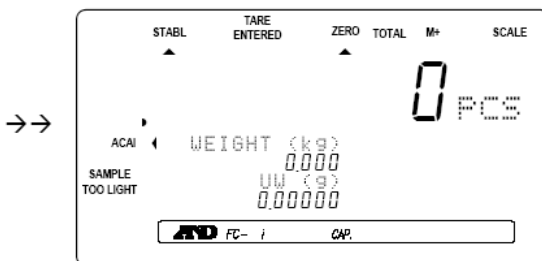 STABL TARE ENTERED ZERO TOTAL M+ SCALE
0 PCS
→→
ACAI WEIGHT (kg)
0.000
SAMPLE TOO LIGHT
UW (g)
0.00000
AND FC- i CAP.